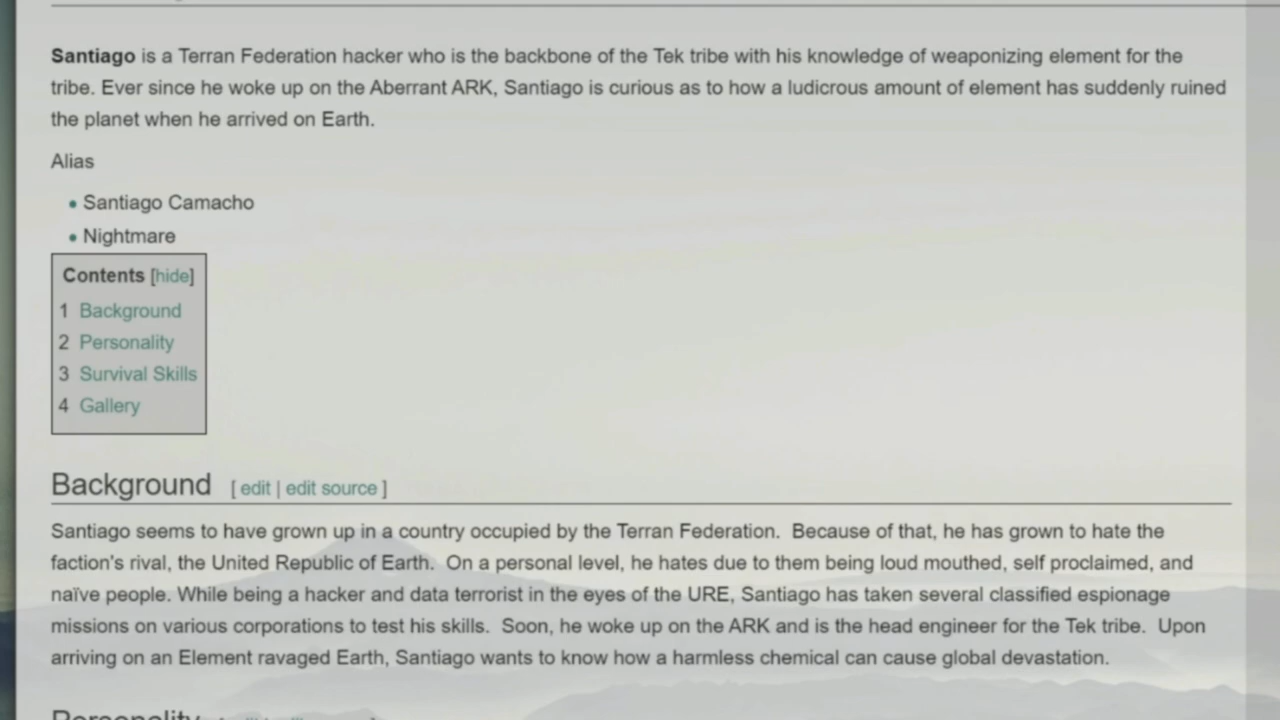 Santiago is a Terran Federation hacker who is the backbone of the Tek tribe with his knowledge of weaponizing element for the
tribe. Ever since he woke up on the Aberrant ARK, Santiago is curious as to how a ludicrous amount of element has suddenly ruined
the planet when he arrived on Earth.
Alias
• Santiago Camacho
• Nightmare
Contents [hide]
1 Background
2 Personality
3 Survival Skills
4 Gallery
Background [ edit | edit source ]
Santiago seems to have grown up in a country occupied by the Terran Federation.  Because of that, he has grown to hate the
faction's rival, the United Republic of Earth.  On a personal level, he hates due to them being loud mouthed, self proclaimed, and
naïve people. While being a hacker and data terrorist in the eyes of the URE, Santiago has taken several classified espionage
missions on various corporations to test his skills.  Soon, he woke up on the ARK and is the head engineer for the Tek tribe.  Upon
arriving on an Element ravaged Earth, Santiago wants to know how a harmless chemical can cause global devastation.
Personality